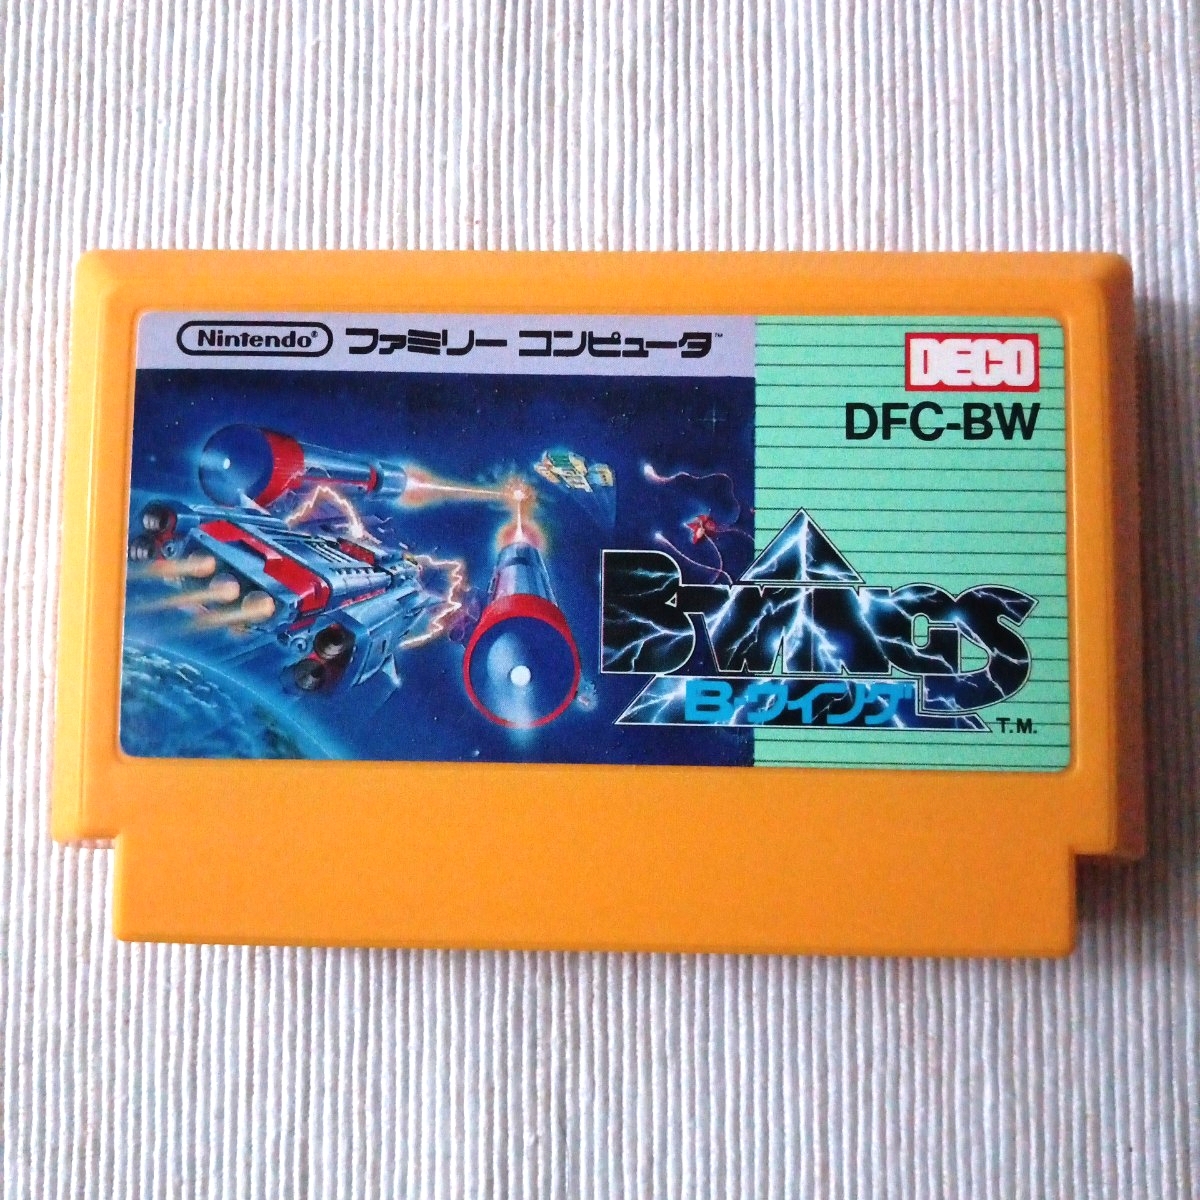 Nintendo® ファミリー コンピュータ™
DECO
DFC-BW
B-WINGS
B・ウイング
T.M.